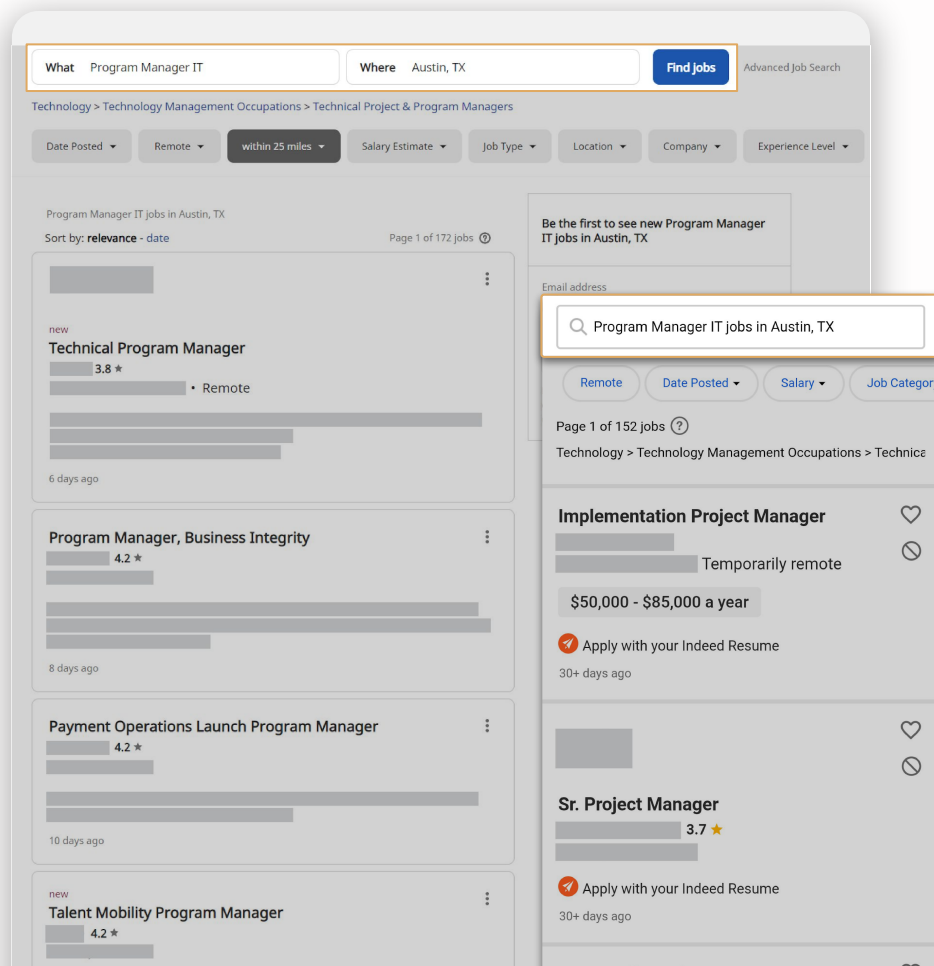 What Program Manager IT Where Austin, TX Find jobs Advanced Job Search
Technology > Technology Management Occupations > Technical Project & Program Managers
Date Posted Remote within 25 miles Salary Estimate Job Type Location Company Experience Level
Program Manager IT jobs in Austin, TX
Sort by: relevance - date Page 1 of 172 jobs ?
new
Technical Program Manager
3.8 ★
• Remote
6 days ago
Program Manager, Business Integrity
4.2 ★
8 days ago
Payment Operations Launch Program Manager
4.2 ★
10 days ago
new
Talent Mobility Program Manager
4.2 ★
Be the first to see new Program Manager
IT jobs in Austin, TX
Email address
Program Manager IT jobs in Austin, TX
Remote Date Posted Salary Job Categor
Page 1 of 152 jobs ?
Technology > Technology Management Occupations > Technica
Implementation Project Manager
Temporarily remote
$50,000 - $85,000 a year
Apply with your Indeed Resume
30+ days ago
Sr. Project Manager
3.7 ★
Apply with your Indeed Resume
30+ days ago